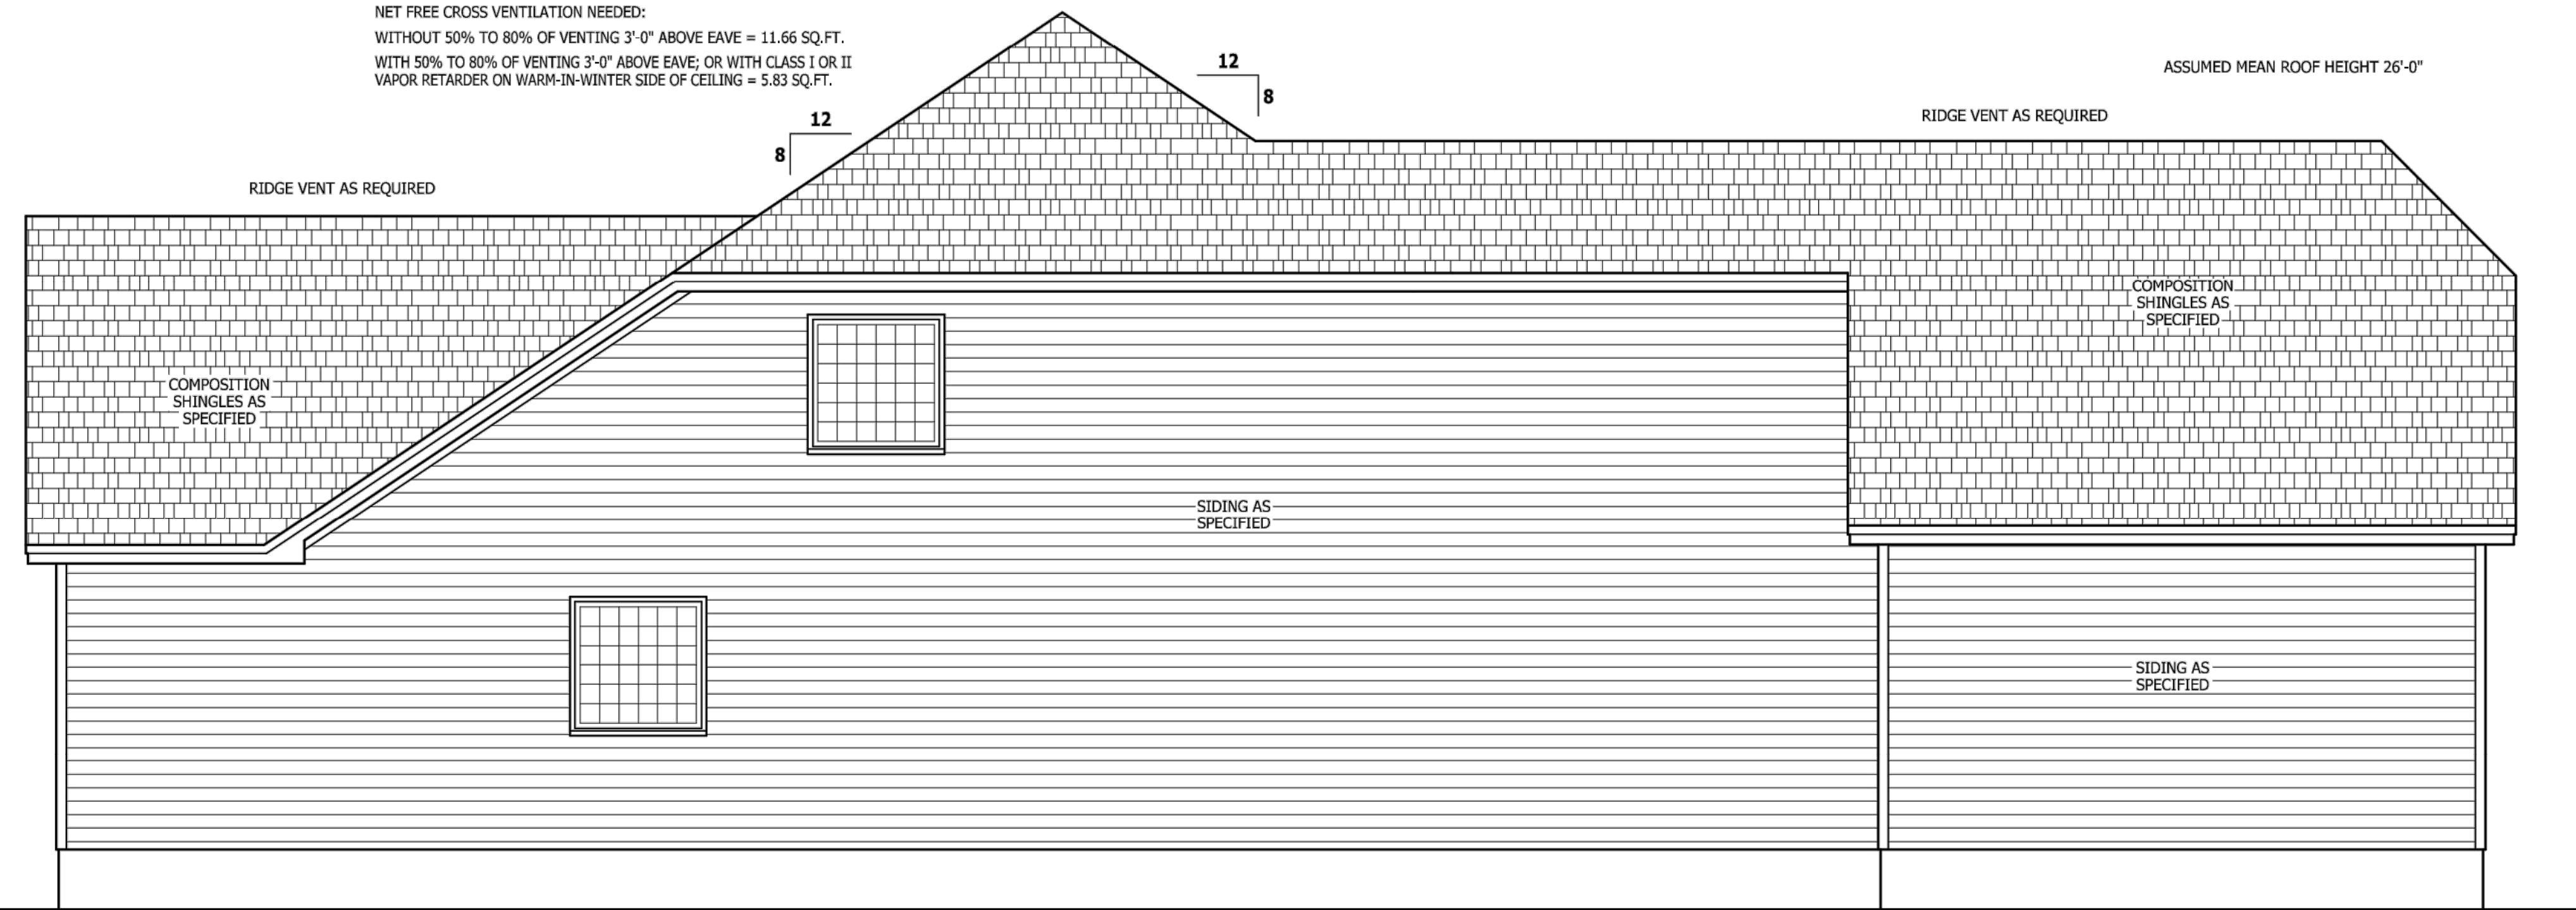 NET FREE CROSS VENTILATION NEEDED:
WITHOUT 50% TO 80% OF VENTING 3'-0" ABOVE EAVE = 11.66 SQ.FT.
WITH 50% TO 80% OF VENTING 3'-0" ABOVE EAVE; OR WITH CLASS I OR II
VAPOR RETARDER ON WARM-IN-WINTER SIDE OF CEILING = 5.83 SQ.FT.
12
8
ASSUMED MEAN ROOF HEIGHT 26'-0"
RIDGE VENT AS REQUIRED
12
8
RIDGE VENT AS REQUIRED
COMPOSITION
SHINGLES AS
SPECIFIED
COMPOSITION
SHINGLES AS
SPECIFIED
SIDING AS
SPECIFIED
SIDING AS
SPECIFIED